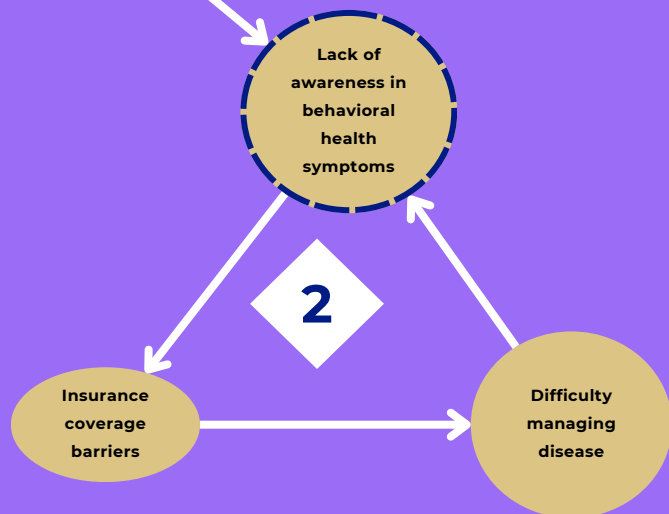 Lack of
awareness in
behavioral
health
symptoms
2
Insurance
coverage
barriers
Difficulty
managing
disease